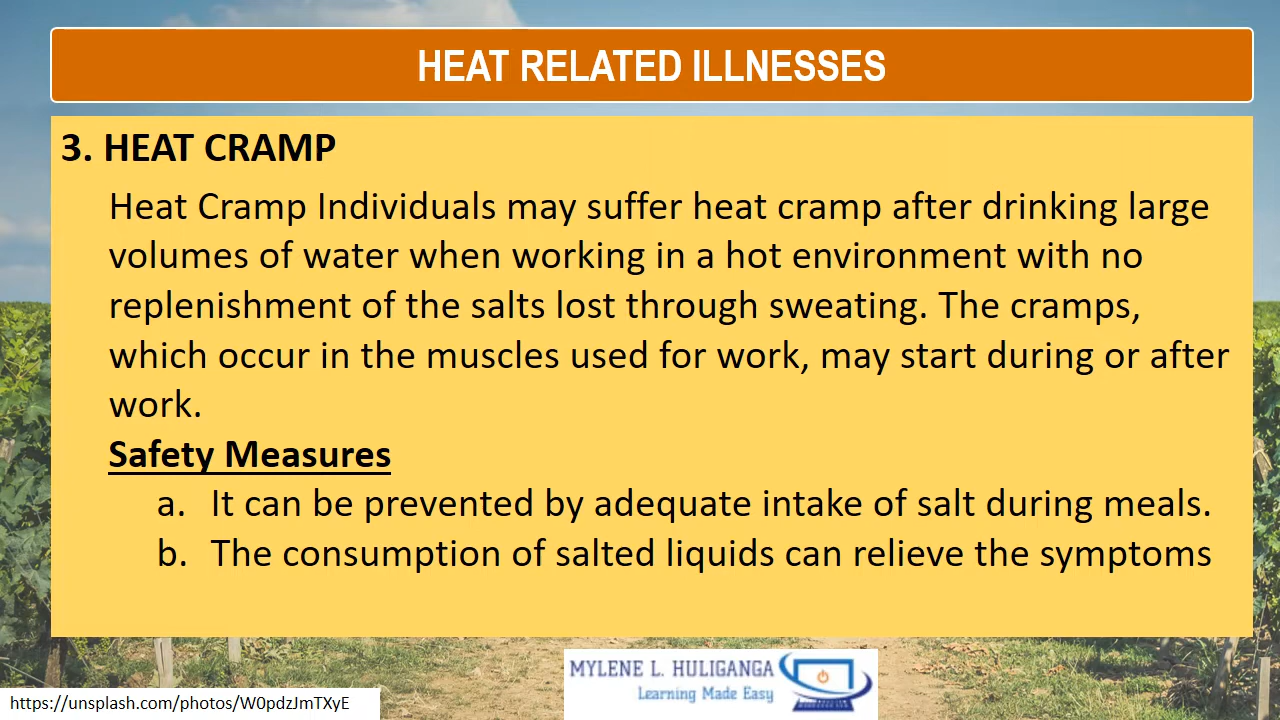 HEAT RELATED ILLNESSES
3. HEAT CRAMP
Heat Cramp Individuals may suffer heat cramp after drinking large
volumes of water when working in a hot environment with no
replenishment of the salts lost through sweating. The cramps,
which occur in the muscles used for work, may start during or after
work.
Safety Measures
a. It can be prevented by adequate intake of salt during meals.
b. The consumption of salted liquids can relieve the symptoms
MYLENE L. HULIGANGA
Learning Made Easy
https://unsplash.com/photos/W0pdzJmTXyE